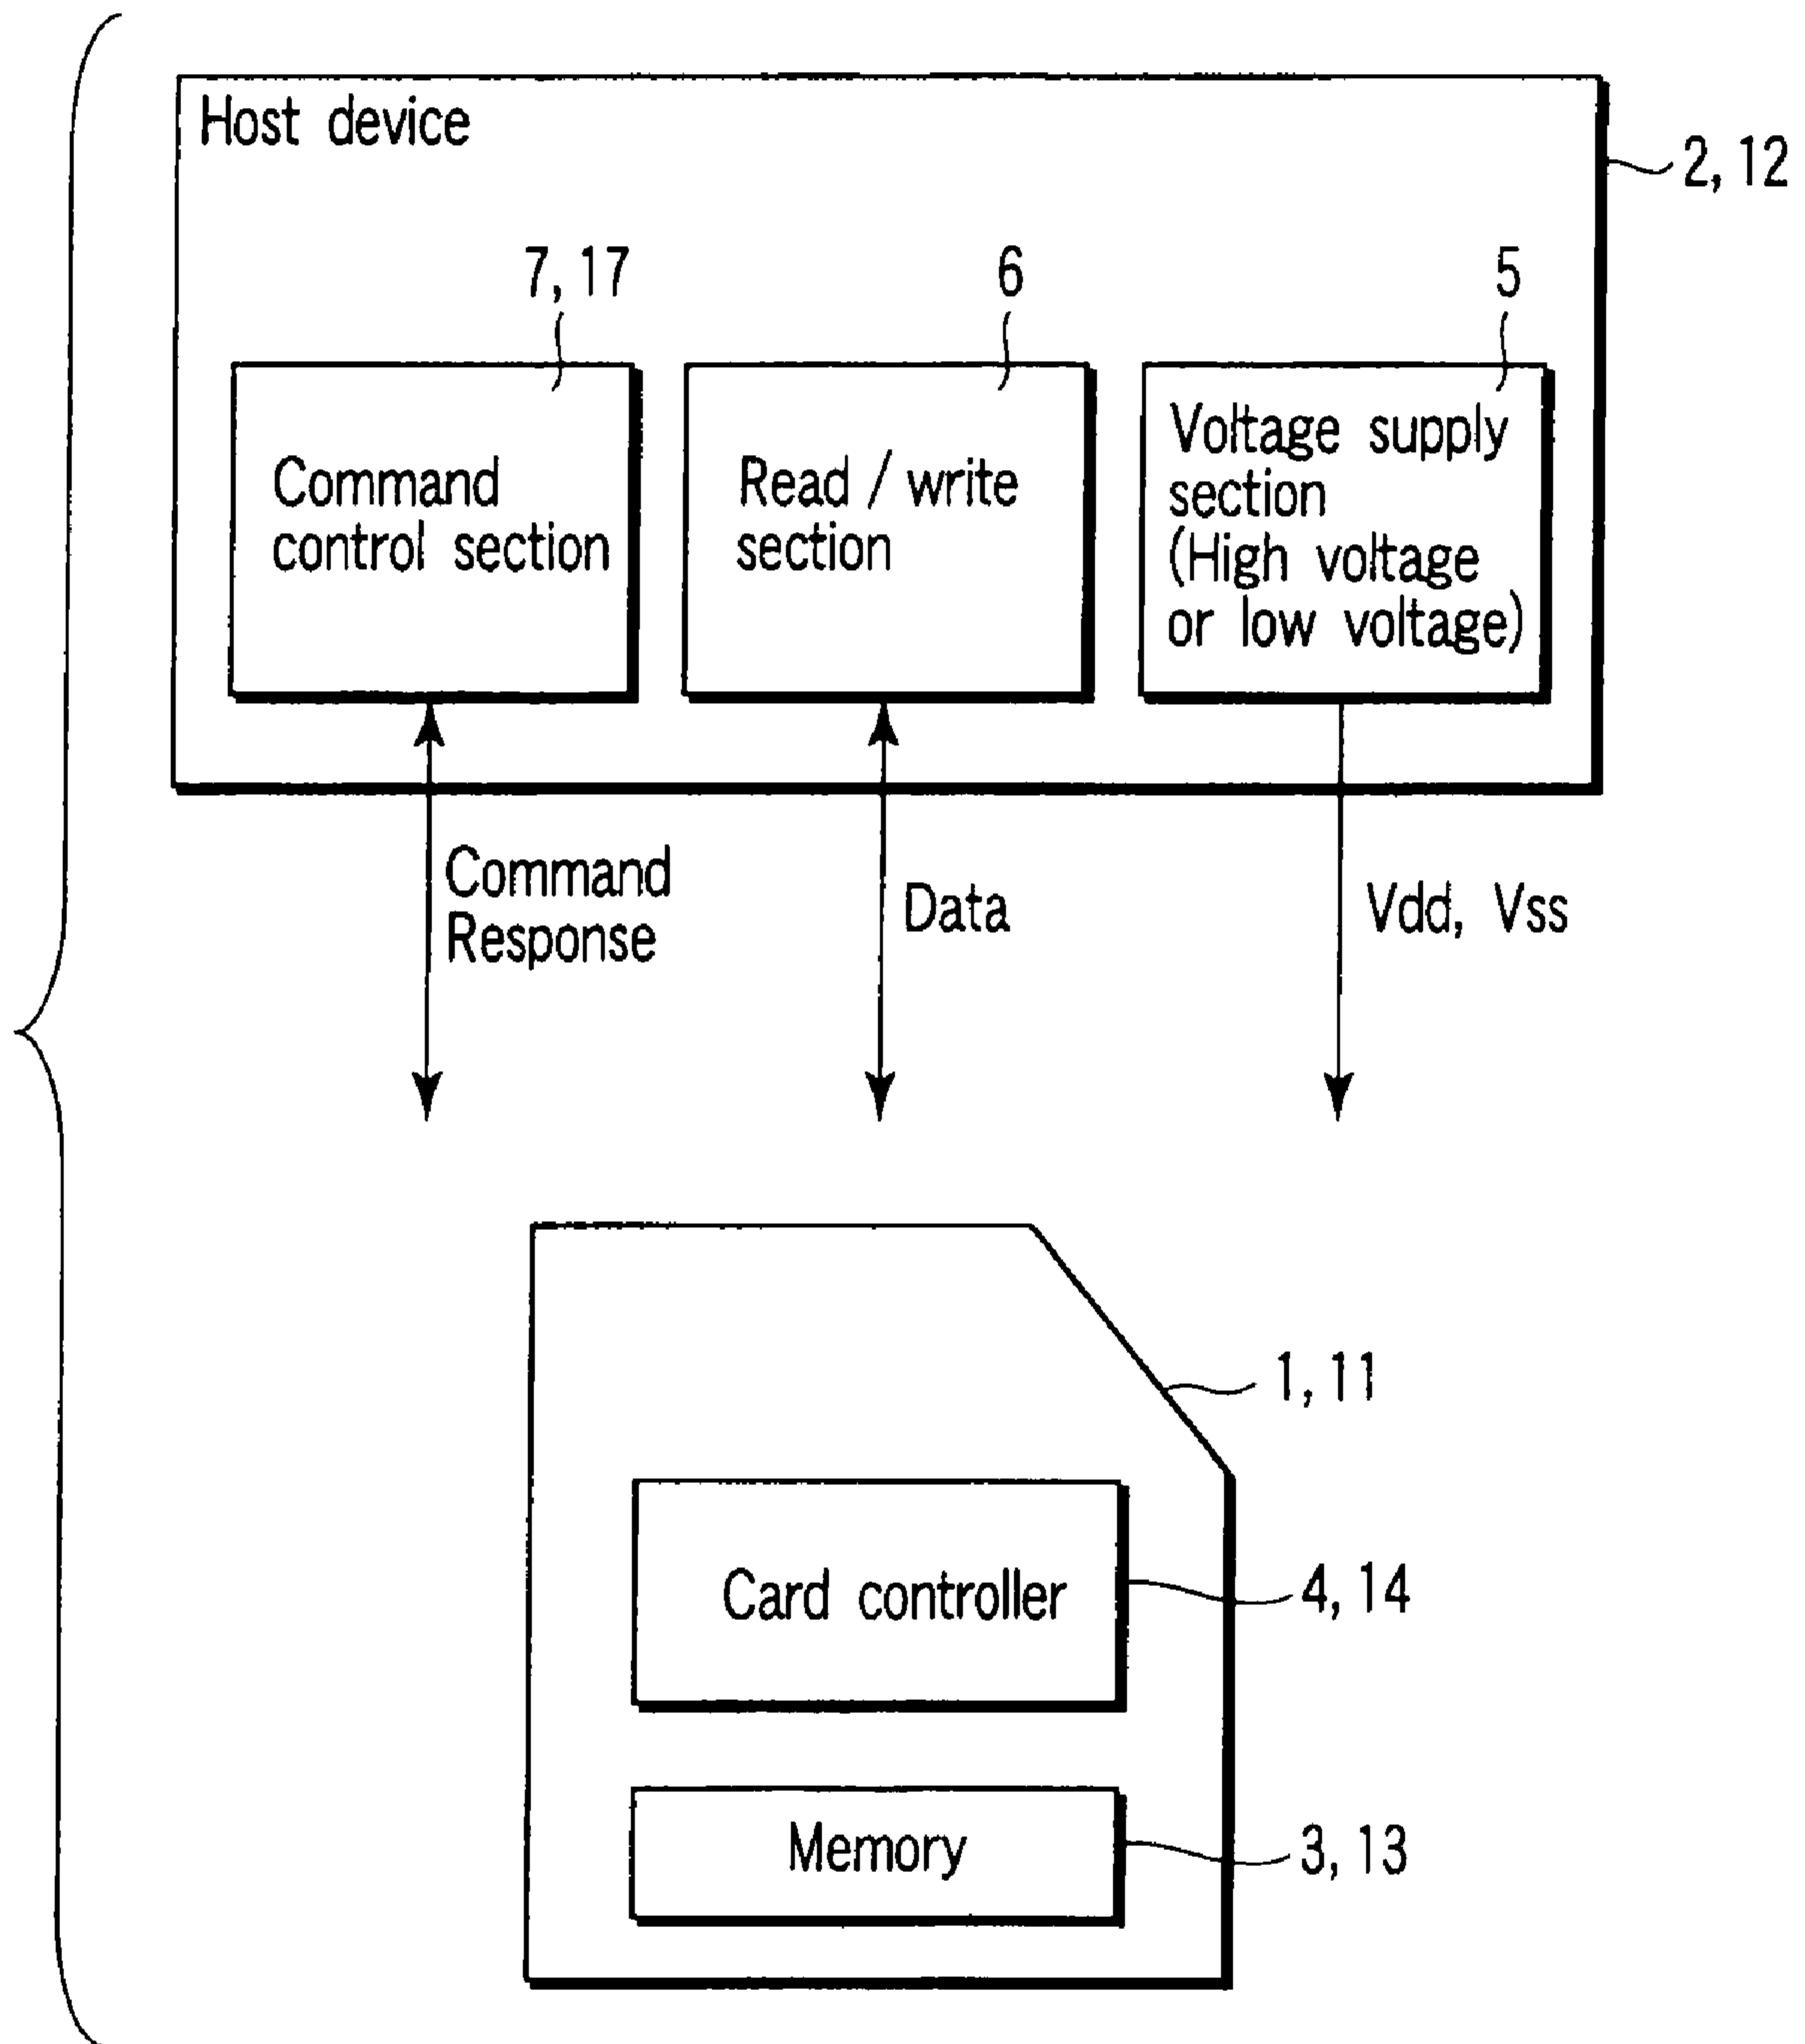 Host device
2, 12
7, 17
6
5
Command
control section
Read / write
section
Voltage supply
section
(High voltage
or low voltage)
Command
Response
Data
Vdd, Vss
1, 11
Card controller
4, 14
Memory
3, 13